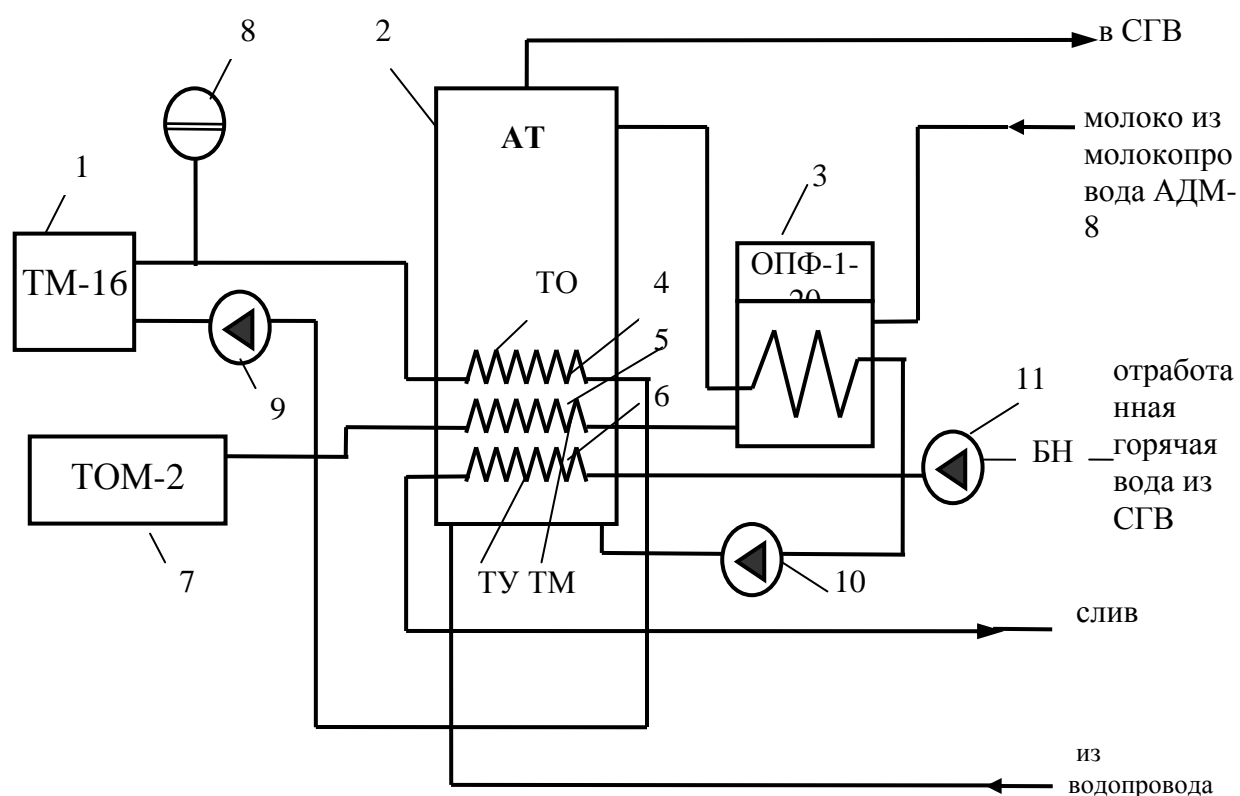 8
2
в СГВ
АТ
молоко из
молокопро
вода АДМ-
8
1
3
ТМ-16
ОПФ-1-
20
ТО
4
5
6
9
11
отработа
нная
горячая
вода из
СГВ
БН
ТОМ-2
7
ТУ ТМ
10
слив
из
водопровода